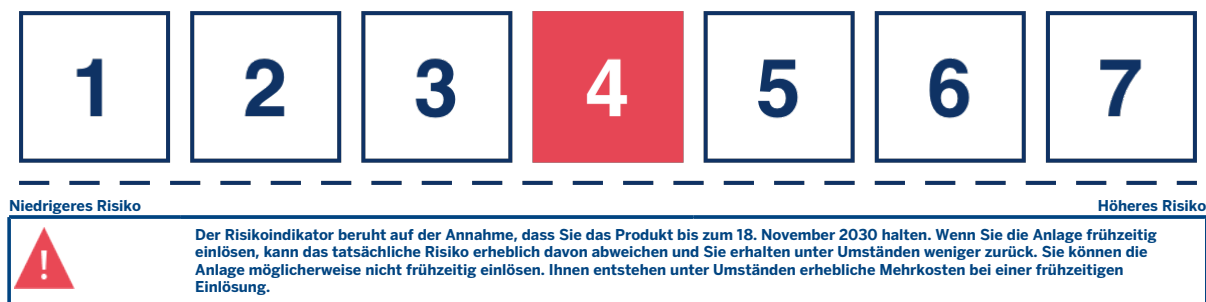 1 2 3 4 5 6 7
Niedrigeres Risiko Höheres Risiko
!
Der Risikoindikator beruht auf der Annahme, dass Sie das Produkt bis zum 18. November 2030 halten. Wenn Sie die Anlage frühzeitig
einlösen, kann das tatsächliche Risiko erheblich davon abweichen und Sie erhalten unter Umständen weniger zurück. Sie können die
Anlage möglicherweise nicht frühzeitig einlösen. Ihnen entstehen unter Umständen erhebliche Mehrkosten bei einer frühzeitigen
Einlösung.